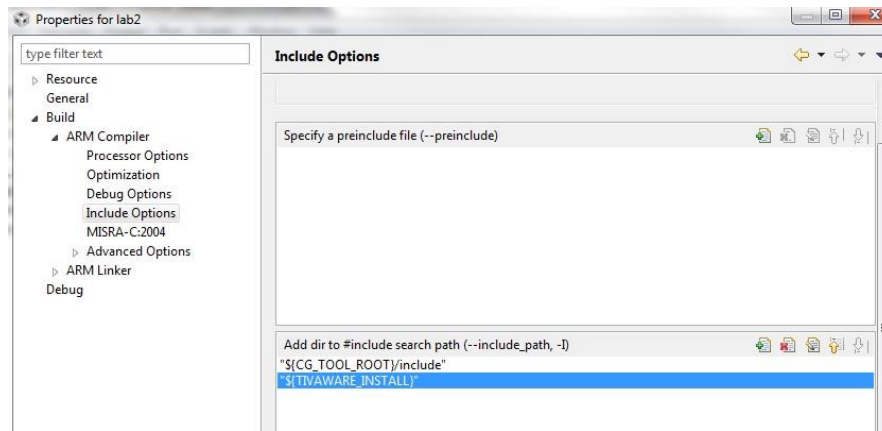 Properties for lab2
type filter text
Resource
General
Build
ARM Compiler
Processor Options
Optimization
Debug Options
Include Options
MISRA-C:2004
Advanced Options
ARM Linker
Debug
Include Options
Specify a preinclude file (--preinclude)
Add dir to #include search path (--include_path, -I)
"${CG_TOOL_ROOT}/include"
"${TIVAWARE_INSTALL}"